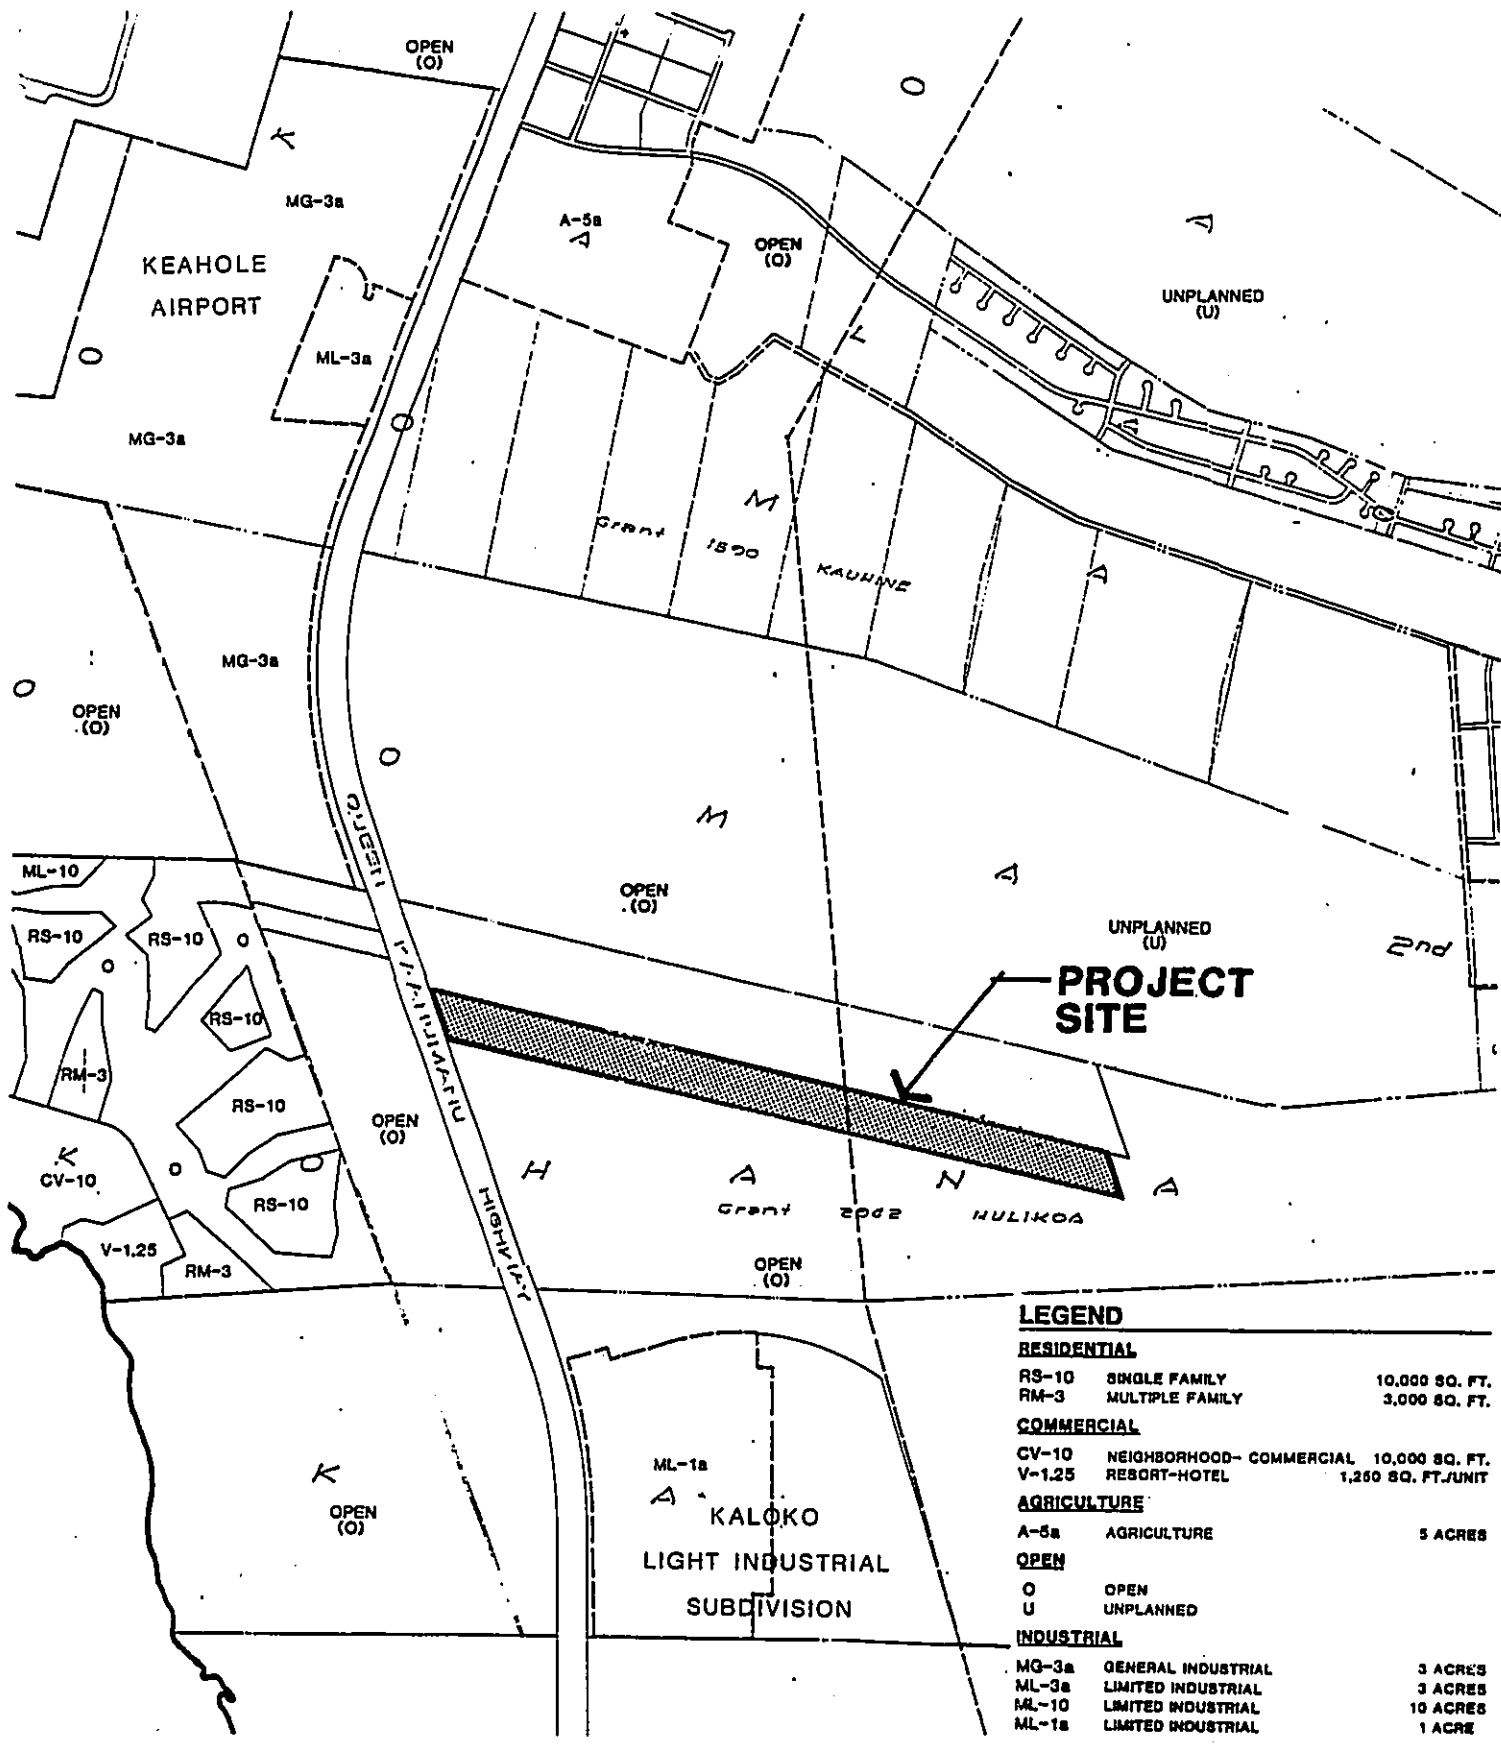 OPEN
(O)
O
K
MG-3a
A-5a
A
OPEN
(O)
A
KEAHOLE
AIRPORT
UNPLANNED
(U)
O
ML-3a
L
MG-3a
O
A
M
Grant 1590 KAUHINE
A
MG-3a
O
OPEN
(O)
O
QUEEN KAAHUMANU HIGHWAY
M
A
ML-10
OPEN
(O)
UNPLANNED
(U)
2nd
RS-10
RS-10
O
O
PROJECT
SITE
RS-10
RM-3
RS-10
OPEN
(O)
K
CV-10
O
O
H A N A
RS-10
Grant 2042 HULIKOA
V-1.25
RM-3
OPEN
(O)
K
OPEN
(O)
ML-1a
A
KALOKO
LIGHT INDUSTRIAL
SUBDIVISION
LEGEND
RESIDENTIAL
RS-10 SINGLE FAMILY 10,000 SQ. FT.
RM-3 MULTIPLE FAMILY 3,000 SQ. FT.
COMMERCIAL
CV-10 NEIGHBORHOOD- COMMERCIAL 10,000 SQ. FT.
V-1.25 RESORT-HOTEL 1,250 SQ. FT./UNIT
AGRICULTURE
A-5a AGRICULTURE 5 ACRES
OPEN
O OPEN
U UNPLANNED
INDUSTRIAL
MG-3a GENERAL INDUSTRIAL 3 ACRES
ML-3a LIMITED INDUSTRIAL 3 ACRES
ML-10 LIMITED INDUSTRIAL 10 ACRES
ML-1a LIMITED INDUSTRIAL 1 ACRE